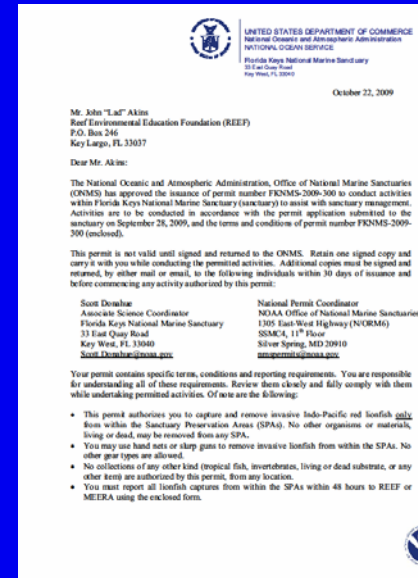 UNITED STATES DEPARTMENT OF COMMERCE
National Oceanic and Atmospheric Administration
NATIONAL OCEAN SERVICE
Florida Keys National Marine Sanctuary
33 East Quay Road
Key West, FL 33040
October 22, 2009
Mr. John "Lad" Akins
Reef Environmental Education Foundation (REEF)
P.O. Box 246
Key Largo, FL 33037
Dear Mr. Akins:
The National Oceanic and Atmospheric Administration, Office of National Marine Sanctuaries
(ONMS) has approved the issuance of permit number FKNMS-2009-300 to conduct activities
within Florida Keys National Marine Sanctuary (sanctuary) to assist with sanctuary management.
Activities are to be conducted in accordance with the permit application submitted to the
sanctuary on September 28, 2009, and the terms and conditions of permit number FKNMS-2009-
300 (enclosed).
This permit is not valid until signed and returned to the ONMS. Retain one signed copy and
carry it with you while conducting the permitted activities. Additional copies must be signed and
returned, by either mail or email, to the following individuals within 30 days of issuance and
before commencing any activity authorized by this permit:
Scott Donahue
Associate Science Coordinator
Florida Keys National Marine Sanctuary
33 East Quay Road
Key West, FL 33040
Scott.Donahue@noaa.gov
National Permit Coordinator
NOAA Office of National Marine Sanctuaries
1305 East-West Highway (N/ORM6)
SSMC4, 11th Floor
Silver Spring, MD 20910
nmspermits@noaa.gov
Your permit contains specific terms, conditions and reporting requirements. You are responsible
for understanding all of these requirements. Review them closely and fully comply with them
while undertaking permitted activities. Of note are the following:
• This permit authorizes you to capture and remove invasive Indo-Pacific red lionfish only
from within the Sanctuary Preservation Areas (SPAs). No other organisms or materials,
living or dead, may be removed from any SPA.
• You may use hand nets or slurp guns to remove invasive lionfish from within the SPAs. No
other gear types are allowed.
• No collections of any other kind (tropical fish, invertebrates, living or dead substrate, or any
other item) are authorized by this permit, from any location.
• You must report all lionfish captures from within the SPAs within 48 hours to REEF or
MEERA using the enclosed form.